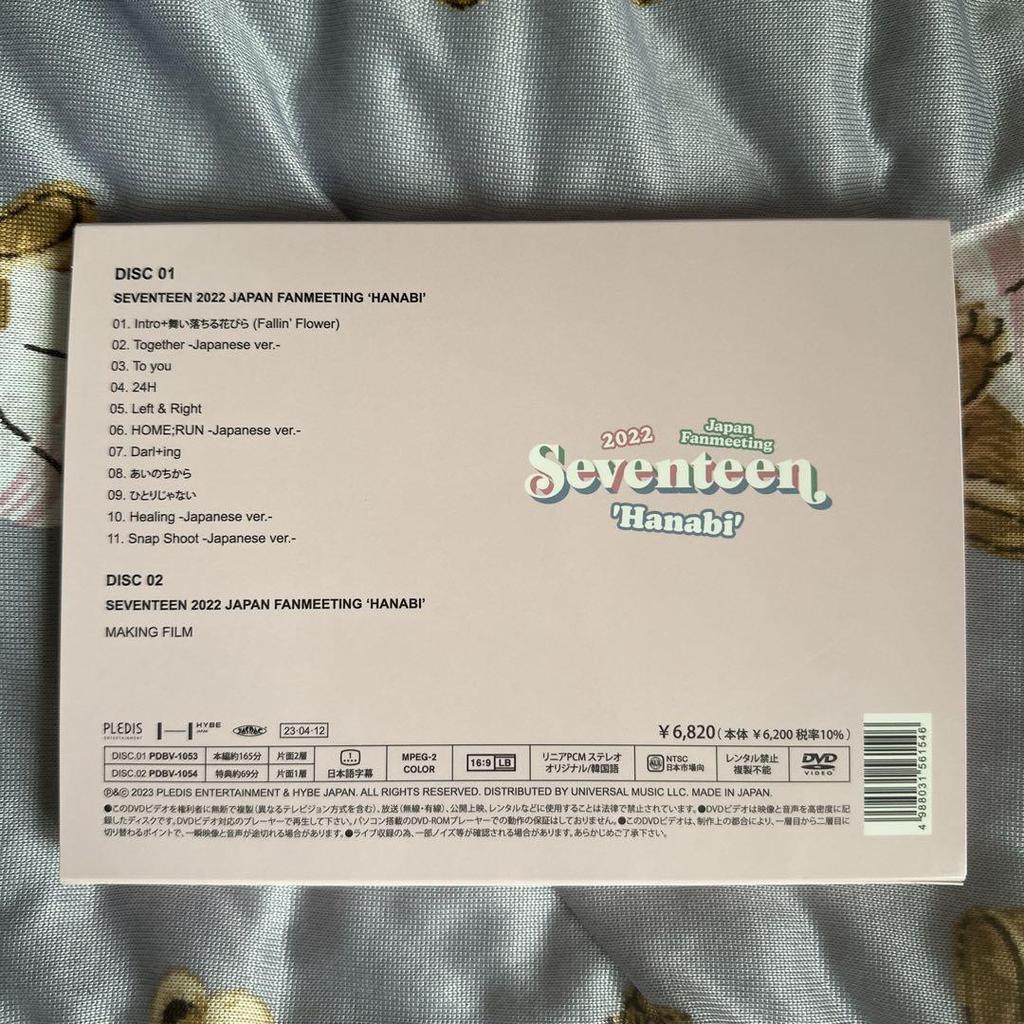 DISC 01
SEVENTEEN 2022 JAPAN FANMEETING ‘HANABI’
01. Intro+舞い落ちる花びら (Fallin’ Flower)
02. Together -Japanese ver.-
03. To you
04. 24H
05. Left & Right
06. HOME;RUN -Japanese ver.-
07. Darl+ing
08. あいのちから
09. ひとりじゃない
10. Healing -Japanese ver.-
11. Snap Shoot -Japanese ver.-
2022
Japan
Fanmeeting
Seventeen
'Hanabi'
DISC 02
SEVENTEEN 2022 JAPAN FANMEETING ‘HANABI’
MAKING FILM
PLEDIS
ENTERTAINMENT
HYBE
JAPAN
23·04·12
￥6,820(本体 ￥6,200 税率10%)
DISC.01 PDBV-1053 本編約165分 片面2層
DISC.02 PDBV-1054 特典約69分 片面1層
日本語字幕
MPEG-2
COLOR
16:9 LB
リニアPCM ステレオ
オリジナル/韓国語
ALL
NTSC
日本市場向
レンタル禁止
複製不能
DVD
VIDEO
℗&© 2023 PLEDIS ENTERTAINMENT & HYBE JAPAN. ALL RIGHTS RESERVED. DISTRIBUTED BY UNIVERSAL MUSIC LLC. MADE IN JAPAN.
●このDVDビデオを権利者に無断で複製(異なるテレビジョン方式を含む)、放送(無線・有線)、公開上映、レンタルなどに使用することは法律で禁止されています。●DVDビデオは映像と音声を高密度に記
録したディスクです。DVDビデオ対応のプレーヤーで再生して下さい。パソコン搭載のDVD-ROMプレーヤーでの動作の保証はしておりません。●このDVDビデオは、制作上の都合により、一層目から二層目に
切り替わるポイントで、一瞬映像と音声が途切れる場合があります。●ライブ収録の為、一部ノイズ等が確認される場合があります。あらかじめご了承下さい。
4 988031 561546